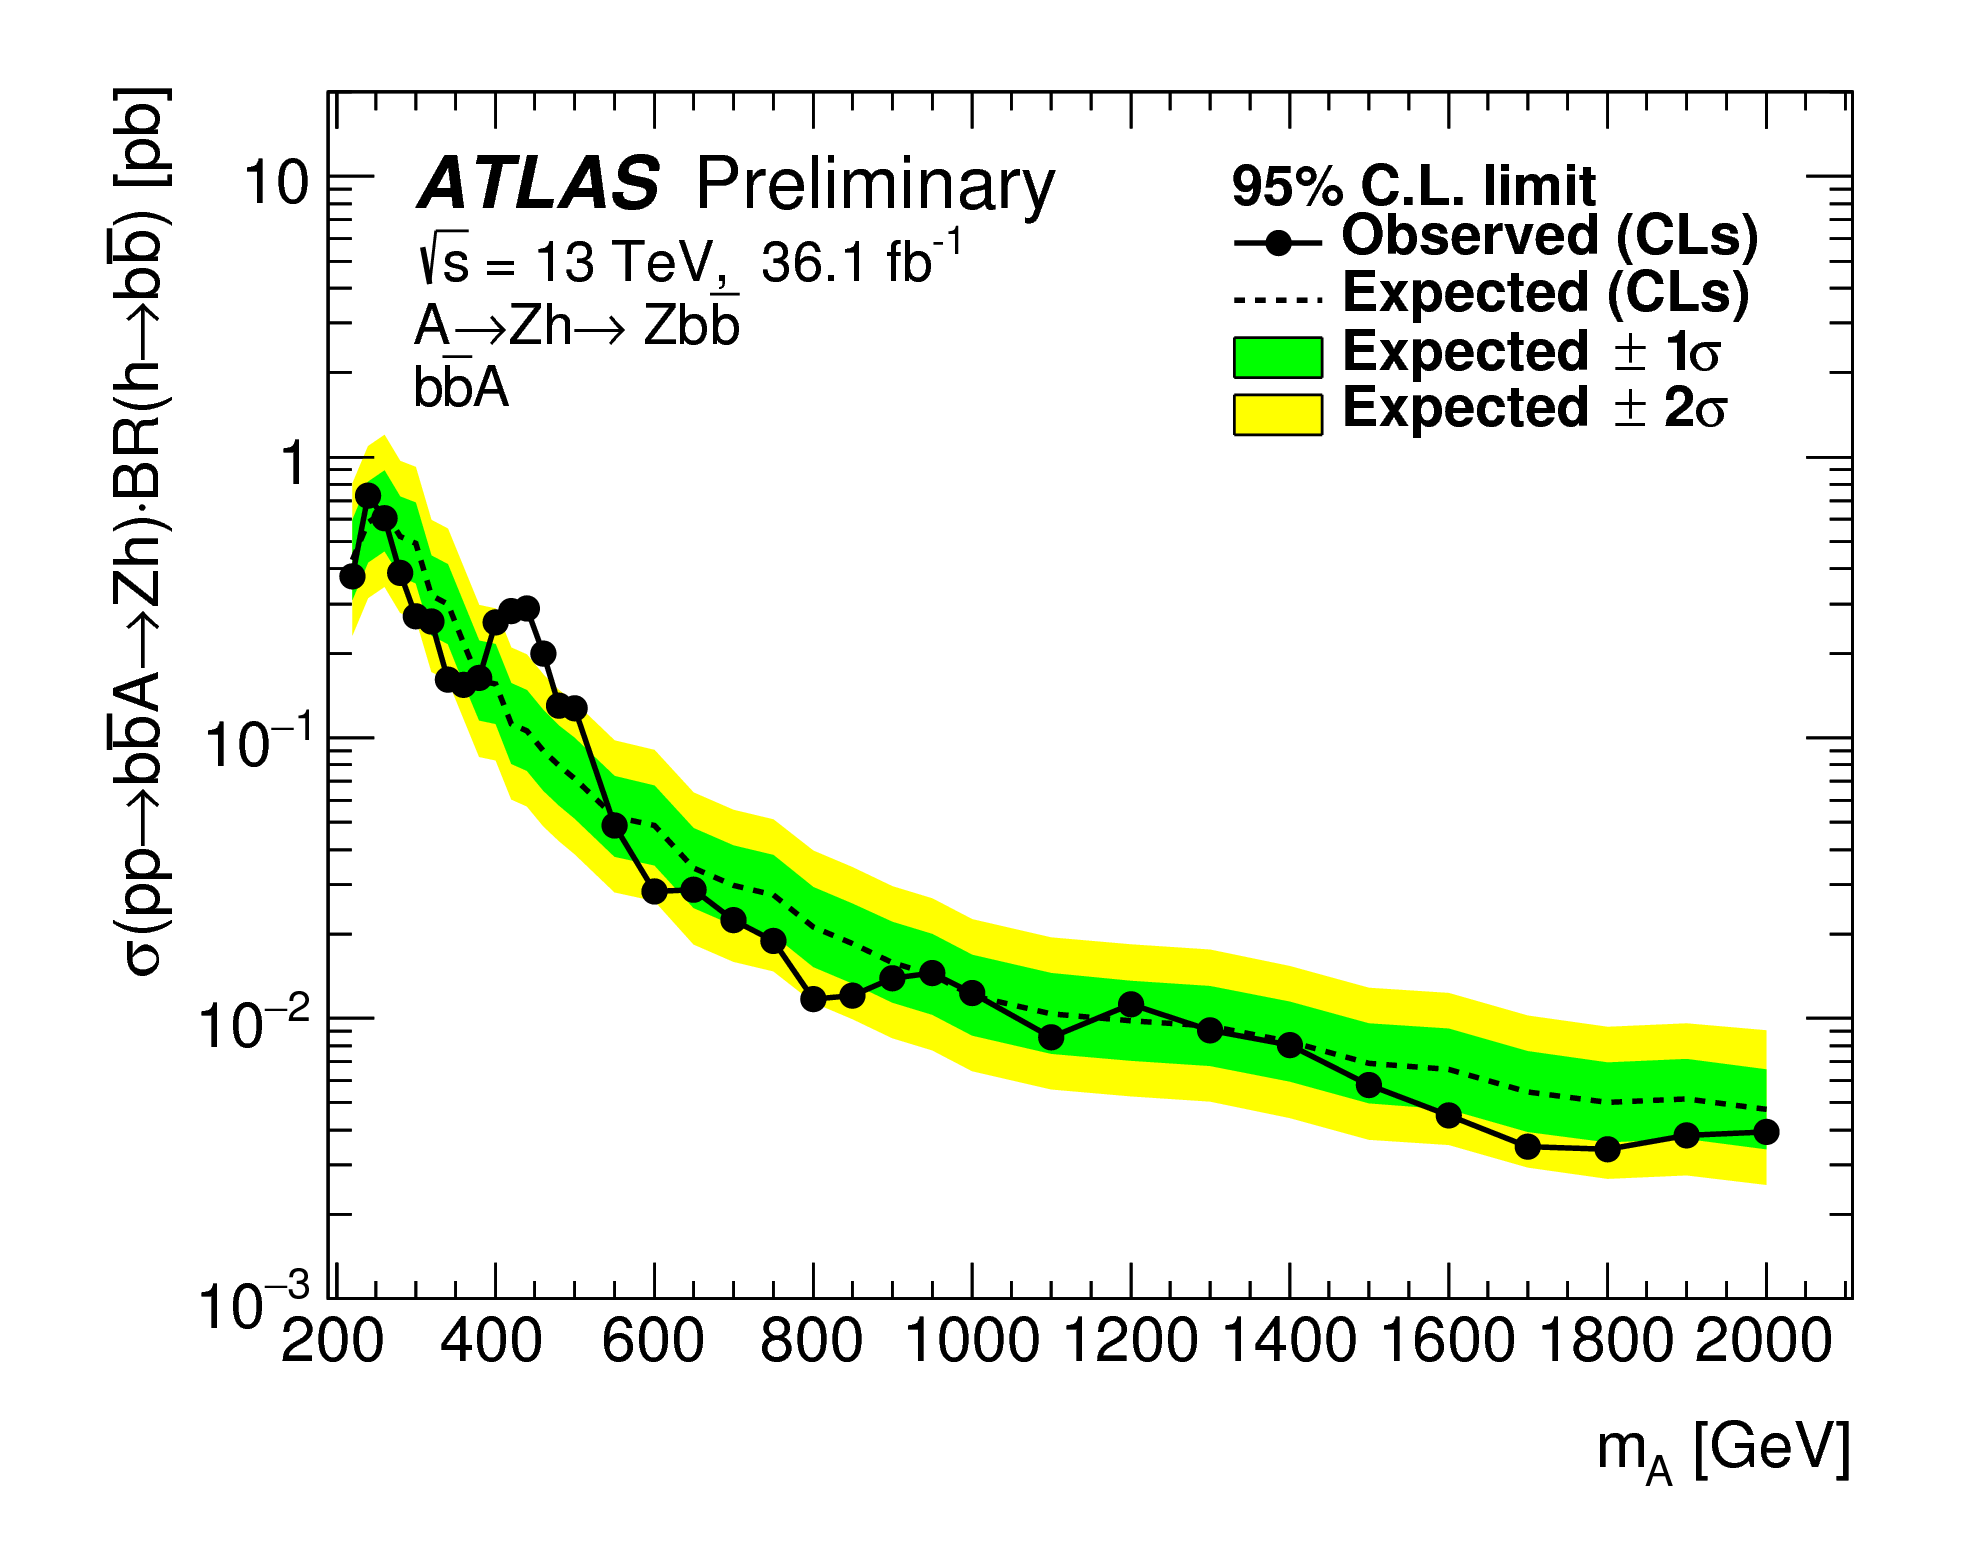 σ(pp→bb̅A→Zh)·BR(h→bb̅) [pb]
ATLAS Preliminary
√s = 13 TeV, 36.1 fb⁻¹
A→Zh→ Zbb̅
bb̅A
95% C.L. limit
Observed (CLs)
Expected (CLs)
Expected ± 1σ
Expected ± 2σ
10
1
10⁻¹
10⁻²
10⁻³
200 400 600 800 1000 1200 1400 1600 1800 2000
m_A [GeV]